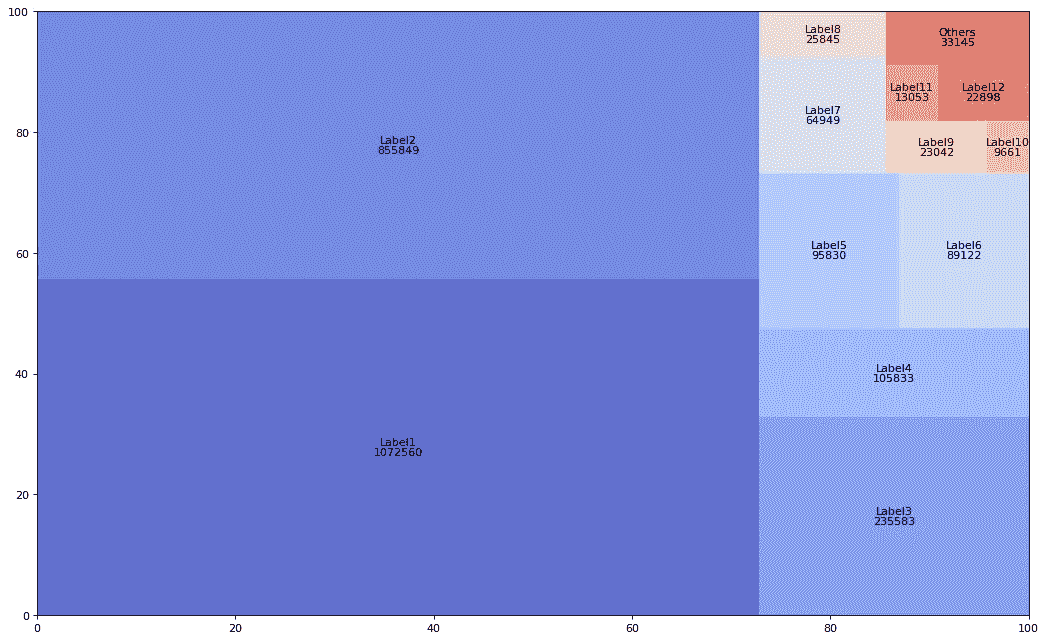 100
80
60
40
20
0
0
20
40
60
80
100
Label2
855849
Label1
1072560
Label8
25845
Others
33145
Label7
64949
Label11
13053
Label12
22898
Label9
23042
Label10
9661
Label5
95830
Label6
89122
Label4
105833
Label3
235583